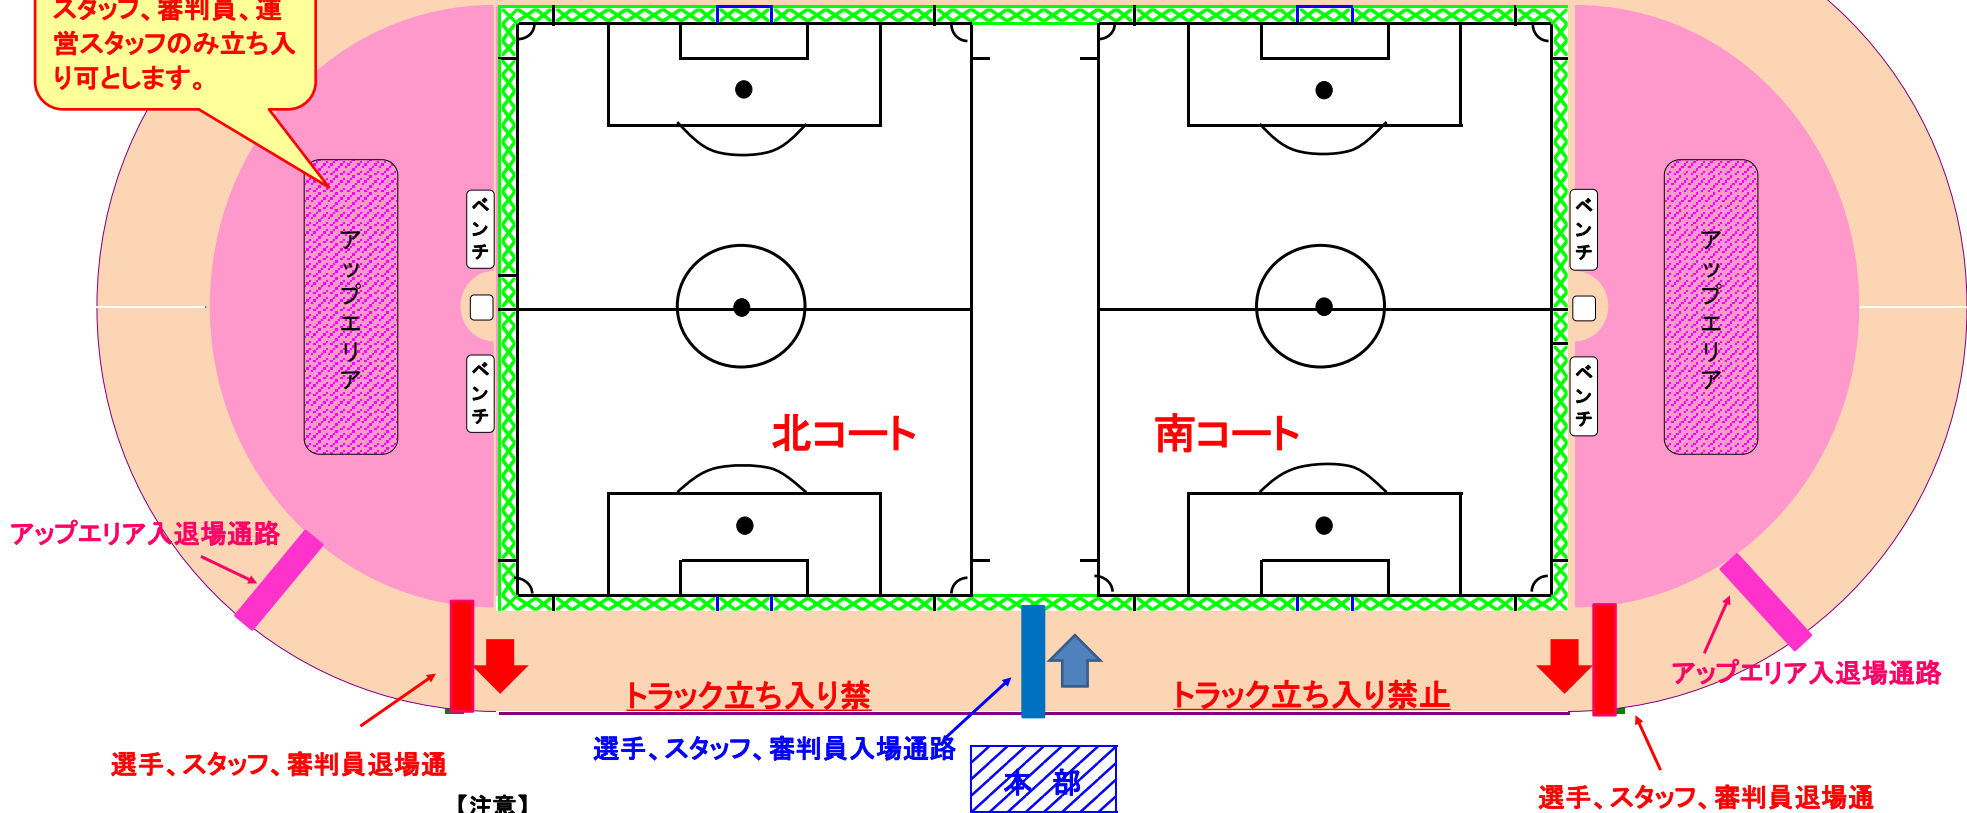 スタッフ、審判員、運
営スタッフのみ立ち入
り可とします。
ベンチ
ベンチ
アップエリア
アップエリア
ベンチ
ベンチ
北コート
南コート
アップエリア入退場通路
アップエリア入退場通路
トラック立ち入り禁
トラック立ち入り禁止
選手、スタッフ、審判員入場通路
選手、スタッフ、審判員退場通
本 部
選手、スタッフ、審判員退場通
【注意】